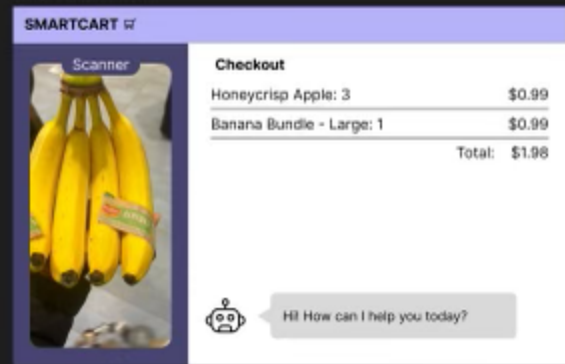 SMARTCART
Scanner
Checkout
Honeycrisp Apple: 3 $0.99
Banana Bundle - Large: 1 $0.99
Total: $1.98
Hi! How can I help you today?